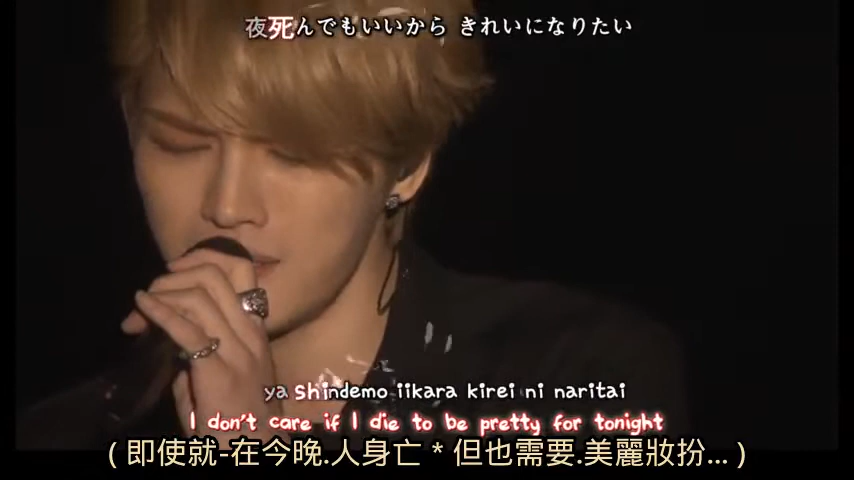 夜死んでもいいから きれいになりたい
ya shindemo iikara kirei ni naritai
I don't care if I die to be pretty for tonight
( 即使就-在今晚.人身亡 * 但也需要.美麗妝扮... )